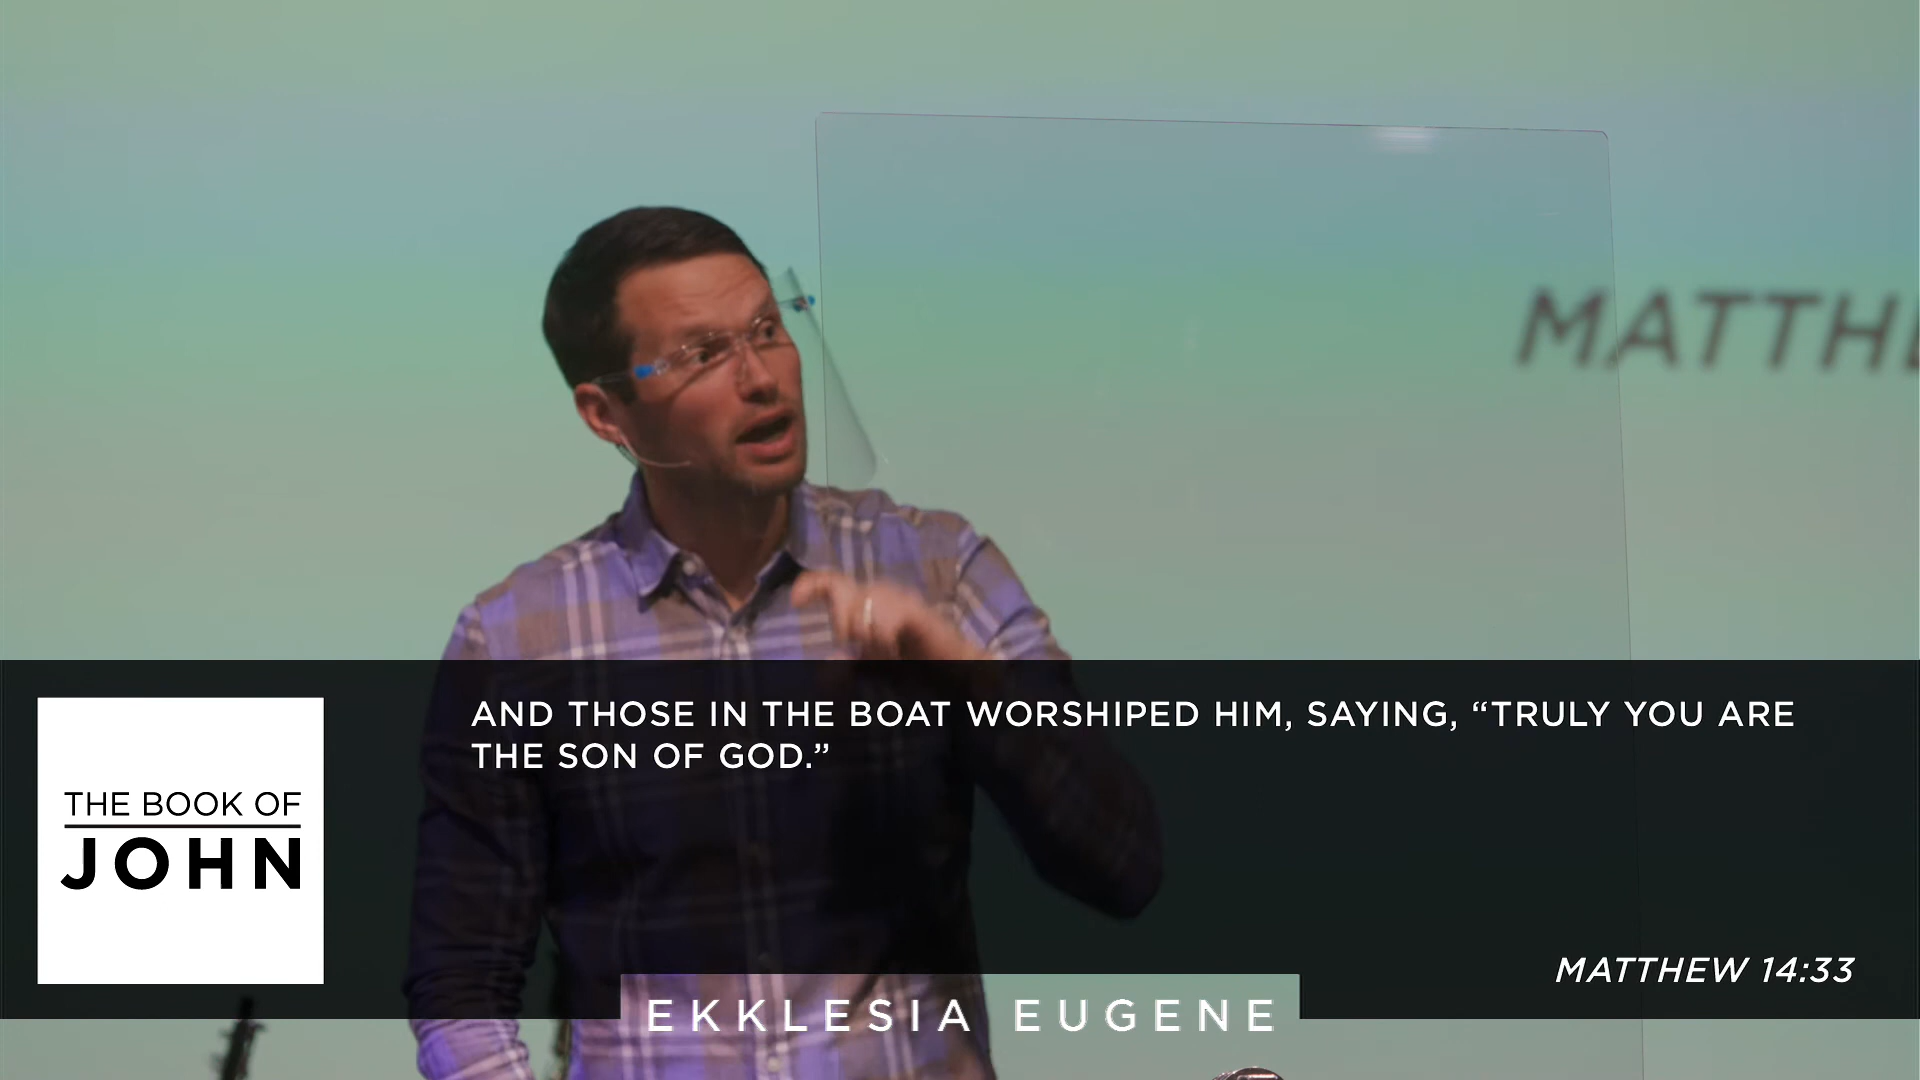 MATTH
AND THOSE IN THE BOAT WORSHIPED HIM, SAYING, “TRULY YOU ARE
THE SON OF GOD.”
THE BOOK OF
JOHN
MATTHEW 14:33
EKKLESIA EUGENE